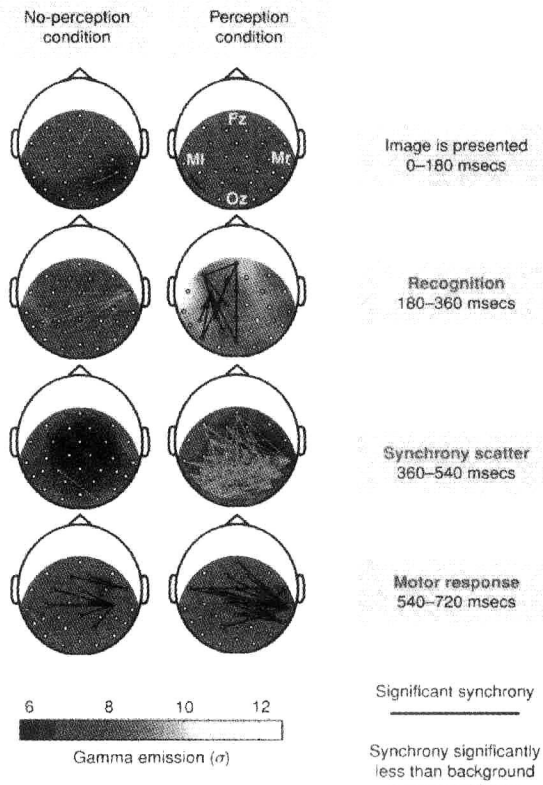 No-perception
condition
Perception
condition
Fz
Ml
Mr
Oz
Image is presented
0–180 msecs
Recognition
180–360 msecs
Synchrony scatter
360–540 msecs
Motor response
540–720 msecs
6 8 10 12
Gamma emission (σ)
Significant synchrony
Synchrony significantly
less than background